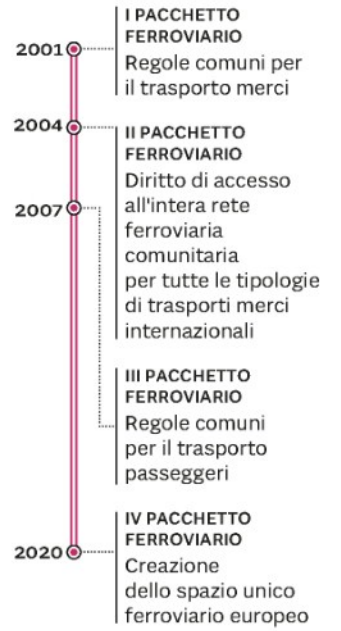 2001
I PACCHETTO
FERROVIARIO
Regole comuni per
il trasporto merci
2004
II PACCHETTO
FERROVIARIO
Diritto di accesso
all'intera rete
ferroviaria
comunitaria
per tutte le tipologie
di trasporti merci
internazionali
2007
III PACCHETTO
FERROVIARIO
Regole comuni
per il trasporto
passeggeri
2020
IV PACCHETTO
FERROVIARIO
Creazione
dello spazio unico
ferroviario europeo